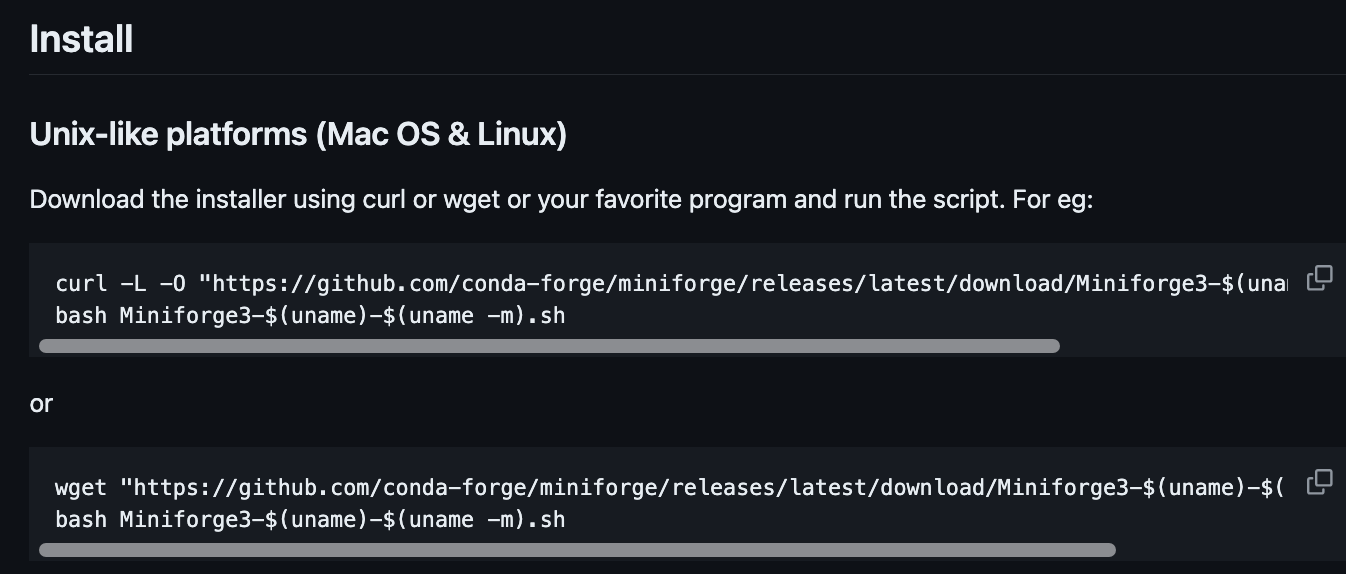 Install
Unix-like platforms (Mac OS & Linux)
Download the installer using curl or wget or your favorite program and run the script. For eg:
curl -L -O "https://github.com/conda-forge/miniforge/releases/latest/download/Miniforge3-$(una
bash Miniforge3-$(uname)-$(uname -m).sh
or
wget "https://github.com/conda-forge/miniforge/releases/latest/download/Miniforge3-$(uname)-$(
bash Miniforge3-$(uname)-$(uname -m).sh